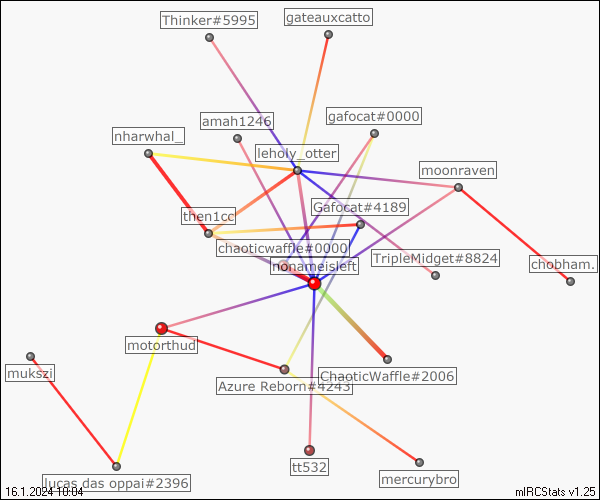 Thinker#5995
gateauxcatto
amah1246
gafocat#0000
nharwhal_
leholy_otter
moonraven
then1cc
Gafocat#4189
chaoticwaffle#0000
nonameisleft
TripleMidget#8824
chobham.
motorthud
mukszi
ChaoticWaffle#2006
Azure Reborn#4243
tt532
lucas das oppai#2396
mercurybro
16.1.2024 10:04
mIRCStats v1.25